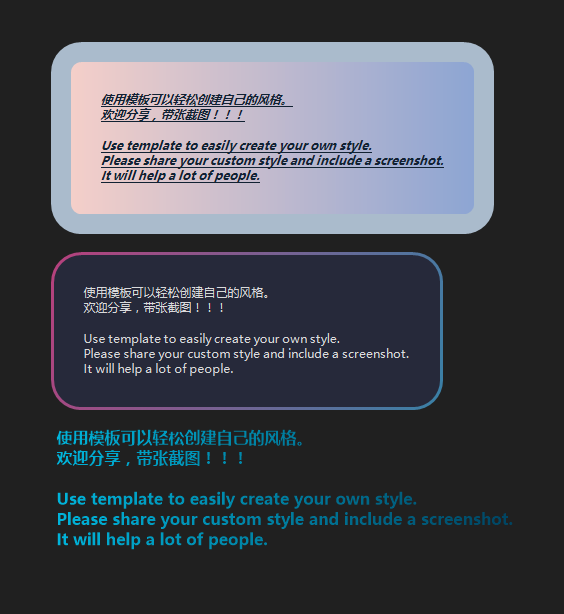 使用模板可以轻松创建自己的风格。
欢迎分享，带张截图！！！
Use template to easily create your own style.
Please share your custom style and include a screenshot.
It will help a lot of people.
使用模板可以轻松创建自己的风格。
欢迎分享，带张截图！！！
Use template to easily create your own style.
Please share your custom style and include a screenshot.
It will help a lot of people.
使用模板可以轻松创建自己的风格。
欢迎分享，带张截图！！！
Use template to easily create your own style.
Please share your custom style and include a screenshot.
It will help a lot of people.